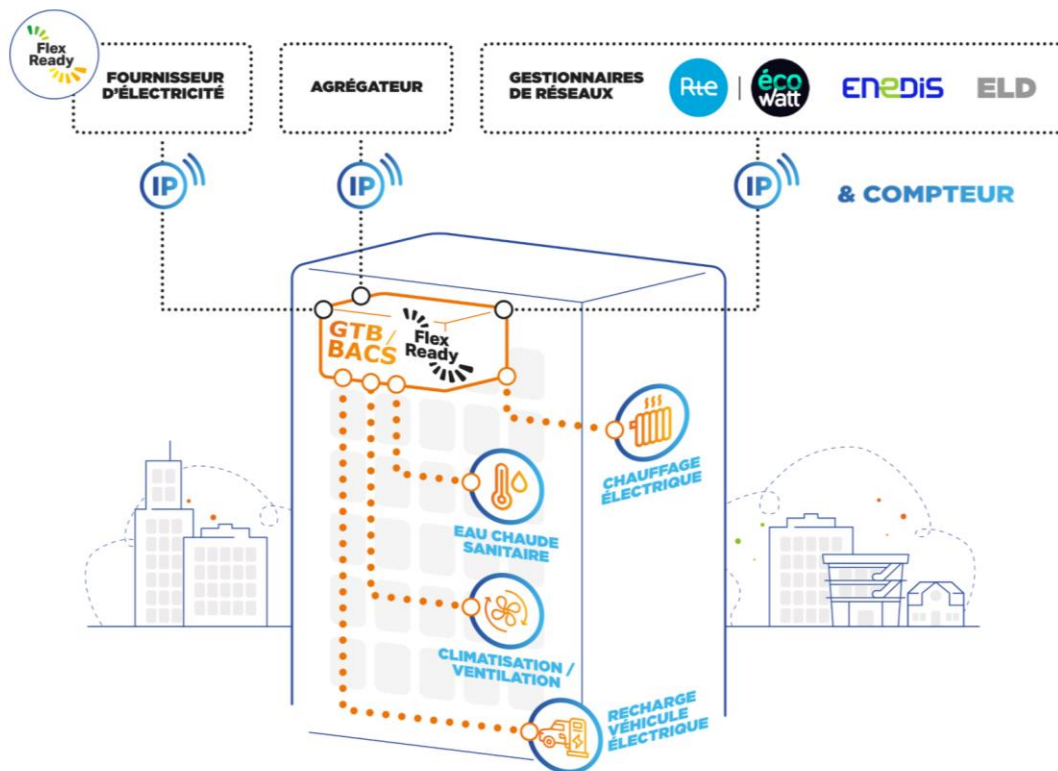 Flex
Ready
FOURNISSEUR
D'ÉLECTRICITÉ
AGRÉGATEUR
GESTIONNAIRES
DE RÉSEAUX
Rte
éco
watt
ENEDIS
ELD
IP
IP
IP
& COMPTEUR
GTB /
BACS
Flex
Ready
CHAUFFAGE
ÉLECTRIQUE
EAU CHAUDE
SANITAIRE
CLIMATISATION /
VENTILATION
RECHARGE
VÉHICULE
ÉLECTRIQUE